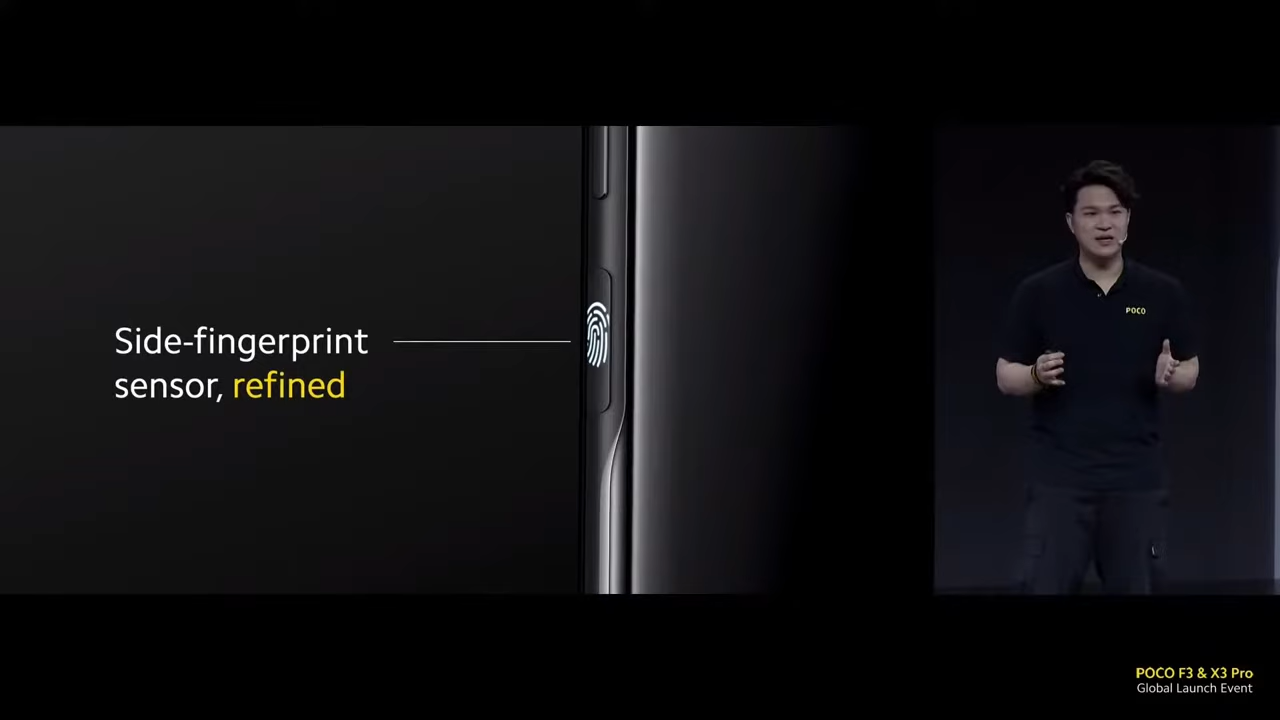 Side-fingerprint
sensor, refined
POCO
POCO F3 & X3 Pro
Global Launch Event